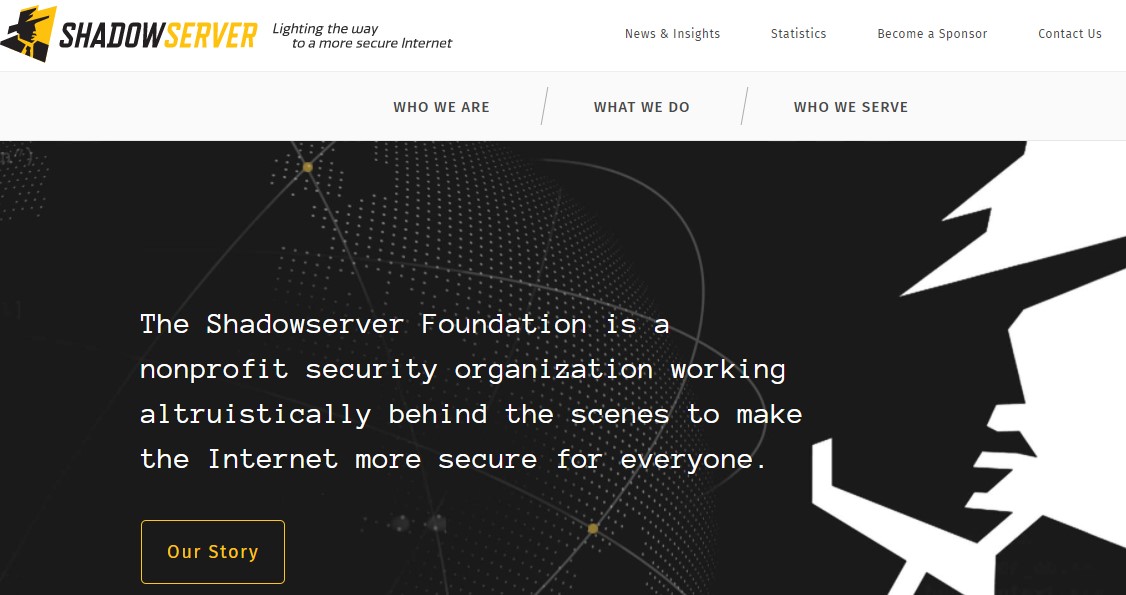 SHADOWSERVER
Lighting the way
to a more secure Internet
News & Insights
Statistics
Become a Sponsor
Contact Us
WHO WE ARE
WHAT WE DO
WHO WE SERVE
The Shadowserver Foundation is a
nonprofit security organization working
altruistically behind the scenes to make
the Internet more secure for everyone.
Our Story